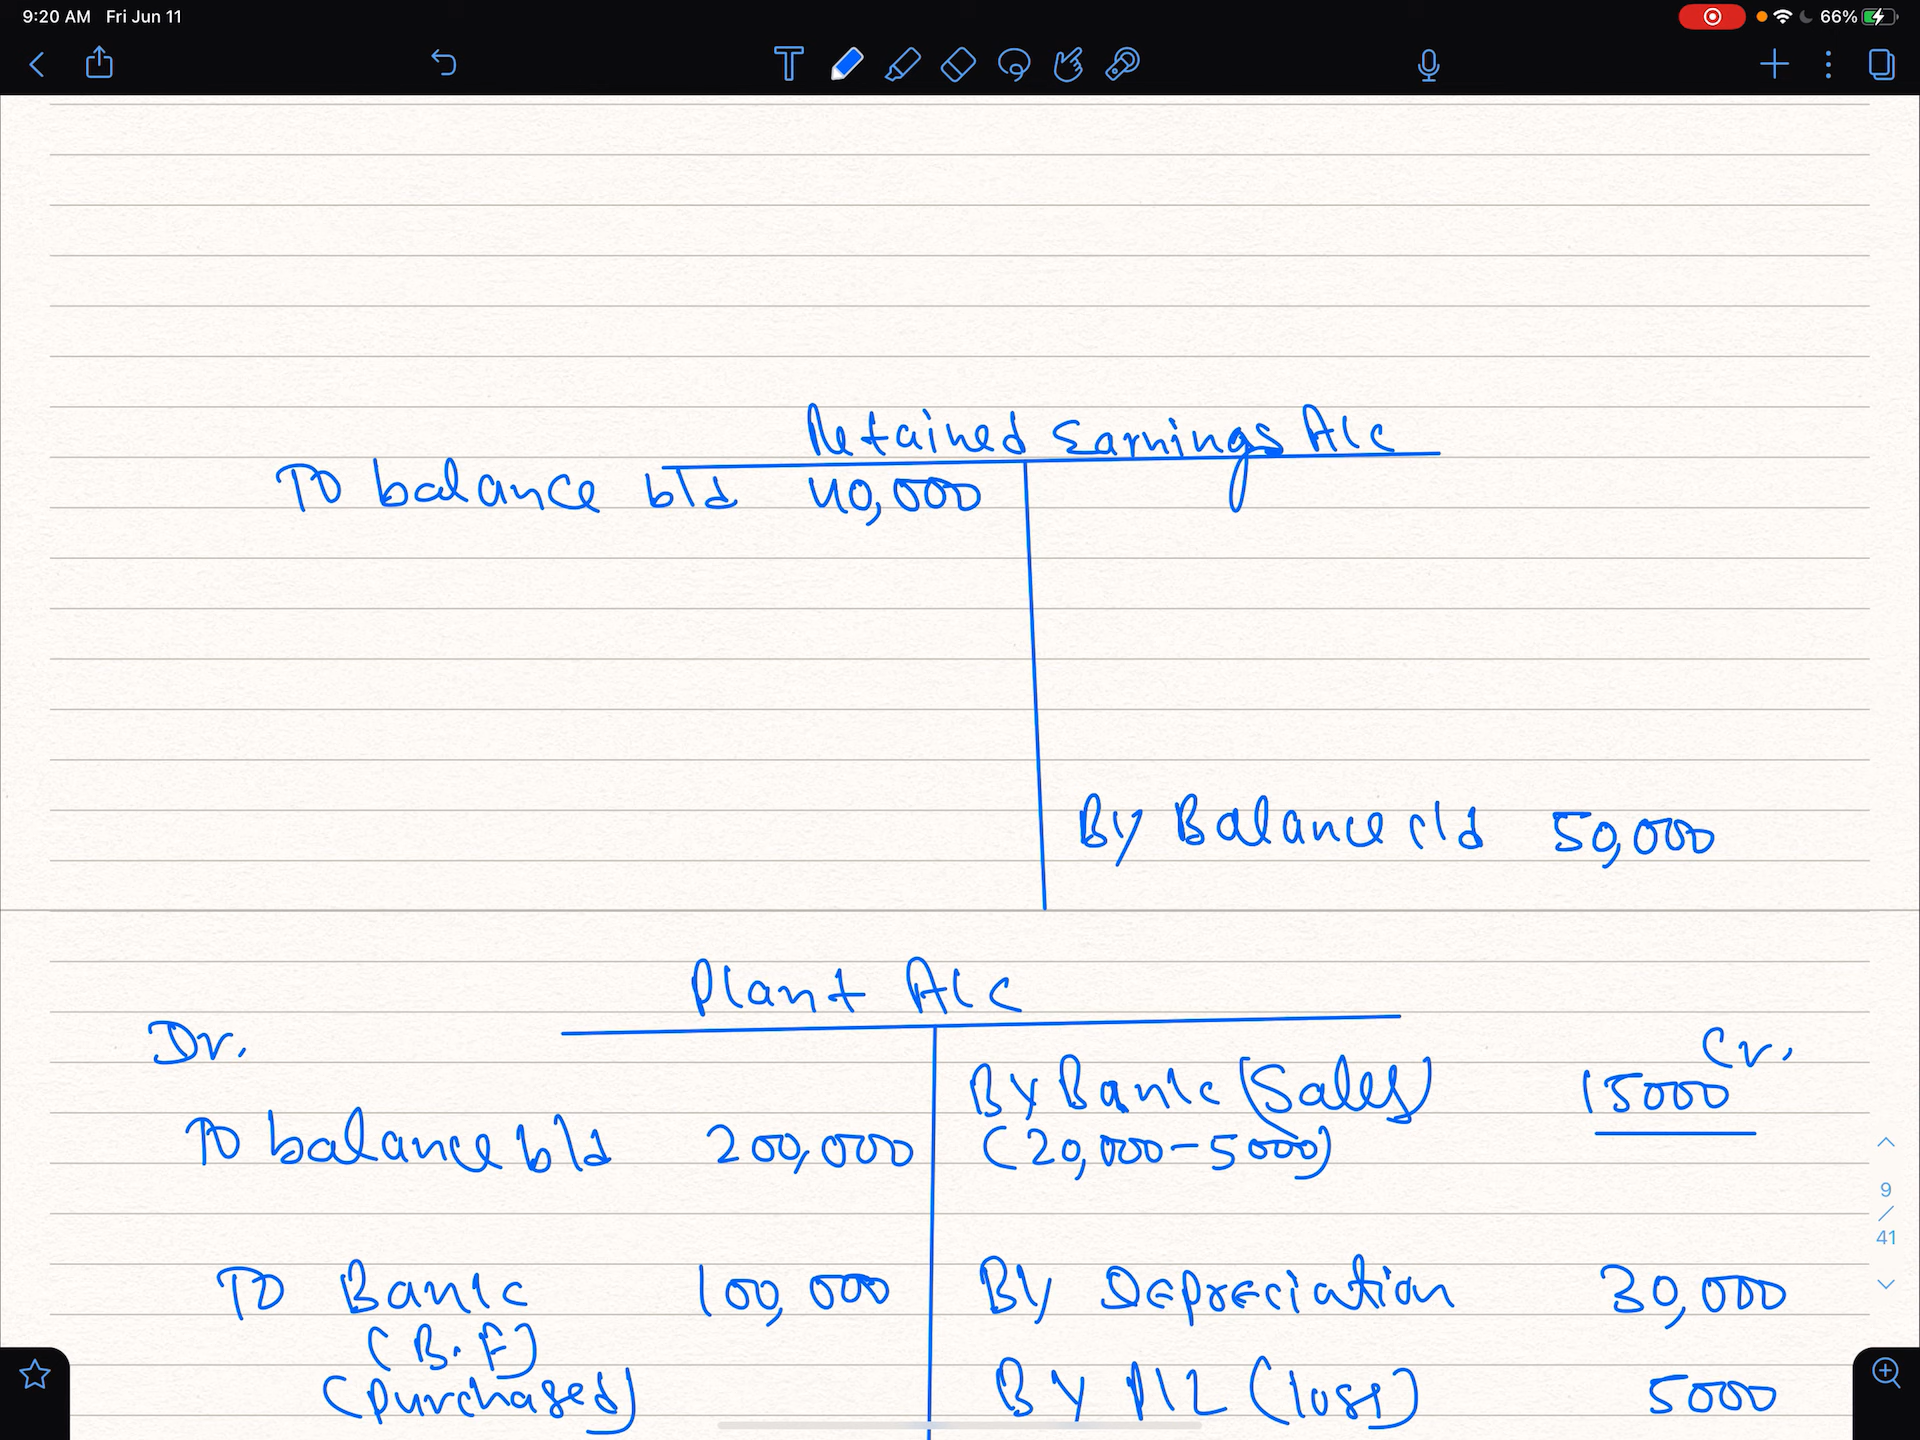 9:20 AM Fri Jun 11
66%
Retained Earnings A/c
To balance b/d 40,000
By Balance c/d 50,000
Plant A/c
Dr. Cr.
By Bank (Sales) 15000
To balance b/d 200,000 (20,000-5000)
To Bank 100,000 By Depreciation 30,000
(B.F)
(purchased) By P/L (loss) 5000
9
/
41